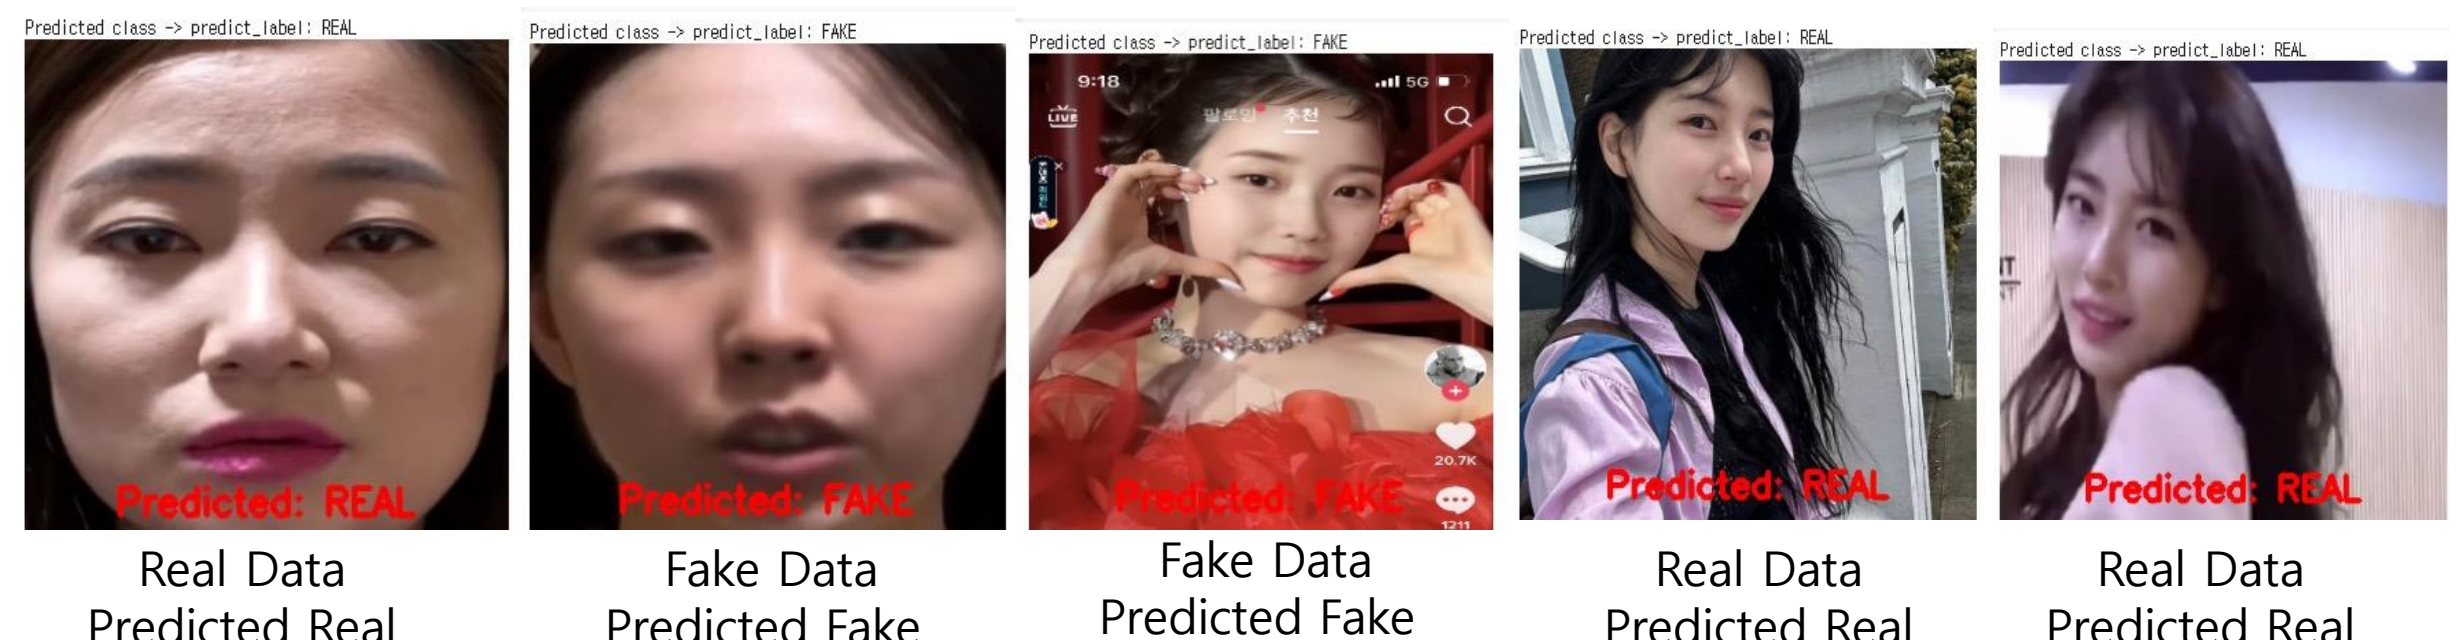 Predicted class -> predict_label: REAL
Predicted: REAL
Real Data
Predicted Real
Predicted class -> predict_label: FAKE
Predicted: FAKE
Fake Data
Predicted Fake
Predicted class -> predict_label: FAKE
9:18
5G
LIVE
팔로잉 추천
20.7K
1211
Predicted: FAKE
Fake Data
Predicted Fake
Predicted class -> predict_label: REAL
Predicted: REAL
Real Data
Predicted Real
Predicted class -> predict_label: REAL
NT
Predicted: REAL
Real Data
Predicted Real